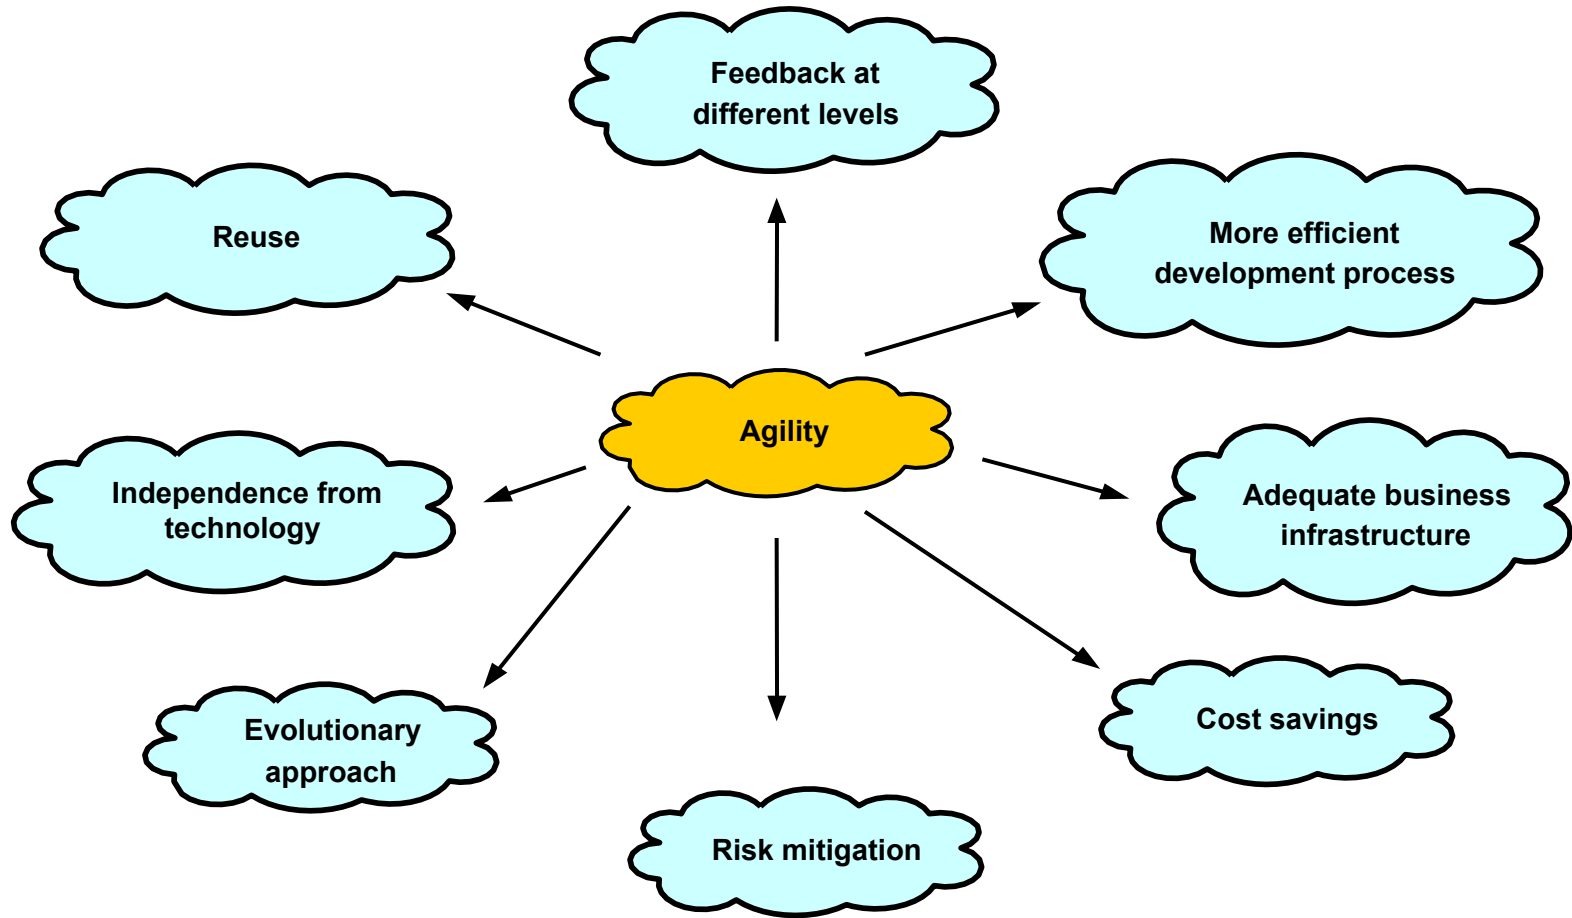 Feedback at
different levels
Reuse
More efficient
development process
Agility
Independence from
technology
Adequate business
infrastructure
Evolutionary
approach
Cost savings
Risk mitigation